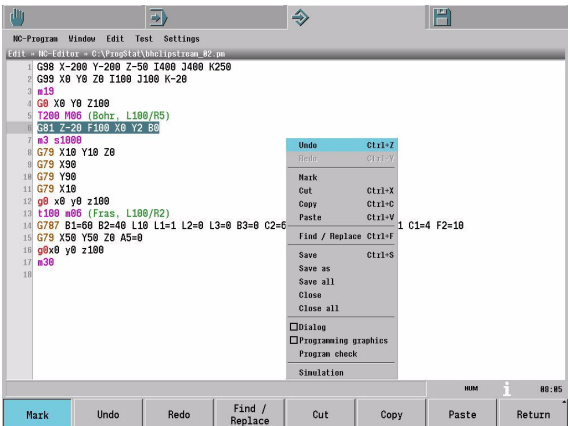 NC-Program Window Edit Test Settings
Edit - NC-Editor - C:\ProgStat\bhclipstream_02.pm
1 G98 X-200 Y-200 Z-50 I400 J400 K250
2 G99 X0 Y0 Z0 I100 J100 K-20
3 m19
4 G0 X0 Y0 Z100
5 T200 M06 (Bohr, L100/R5)
6 G81 Z-20 F100 X0 Y2 B0
7 m3 s1000
8 G79 X10 Y10 Z0
9 G79 X90
10 G79 Y90
11 G79 X10
12 g0 x0 y0 z100
13 t100 m06 (Fras, L100/R2)
14 G787 B1=60 B2=40 L10 L1=1 L2=0 L3=0 B3=0 C2=6 1 C1=4 F2=10
15 G79 X50 Y50 Z0 A5=0
16 g0x0 y0 z100
17 m30
18
Undo Ctrl+Z
Redo Ctrl+Y
Mark
Cut Ctrl+X
Copy Ctrl+C
Paste Ctrl+V
Find / Replace Ctrl+F
Save Ctrl+S
Save as
Save all
Close
Close all
Dialog
Programming graphics
Program check
Simulation
NUM i 08:05
Mark Undo Redo Find / Replace Cut Copy Paste Return